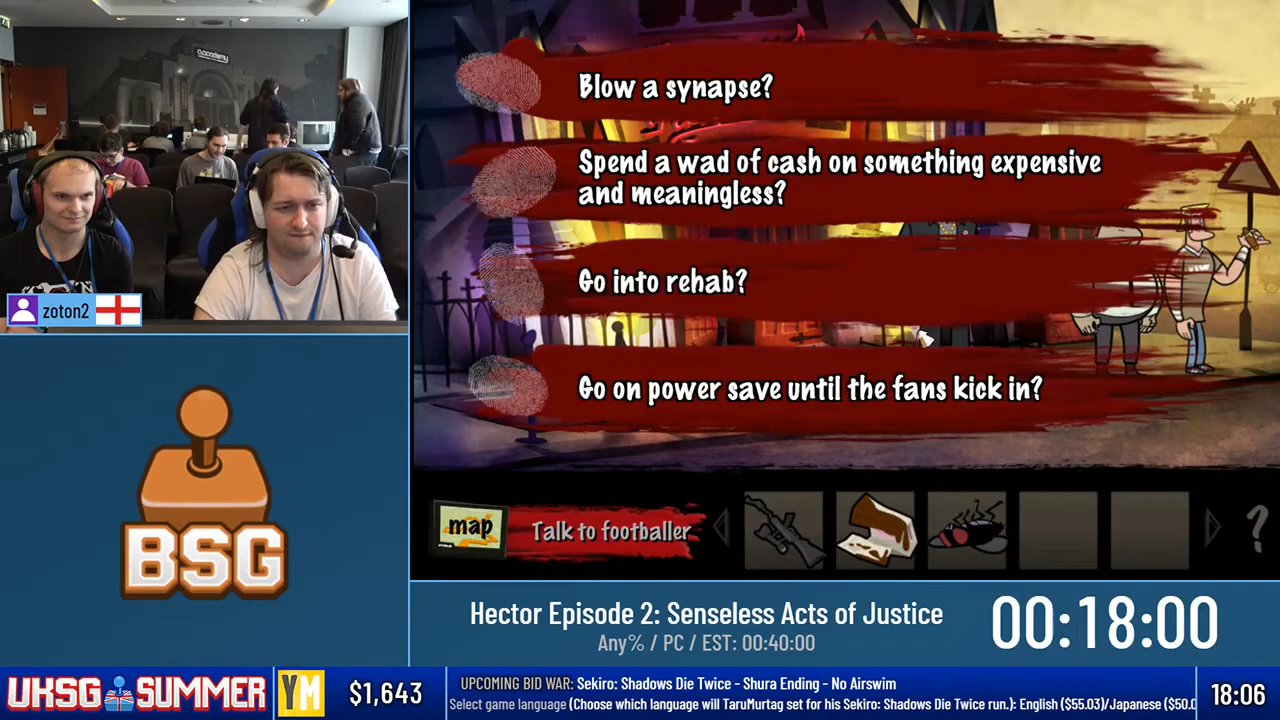 academy
zoton2
BSG
Blow a synapse?
Spend a wad of cash on something expensive
and meaningless?
Go into rehab?
Go on power save until the fans kick in?
VIW
map
Talk to footballer
?
Hector Episode 2: Senseless Acts of Justice
Any% / PC / EST: 00:40:00
00:18:00
UKSG SUMMER
YM
$1,643
UPCOMING BID WAR: Sekiro: Shadows Die Twice - Shura Ending - No Airswim
Select game language (Choose which language will TaruMurtag set for his Sekiro: Shadows Die Twice run.): English ($55.03)/Japanese ($50.0
18:06